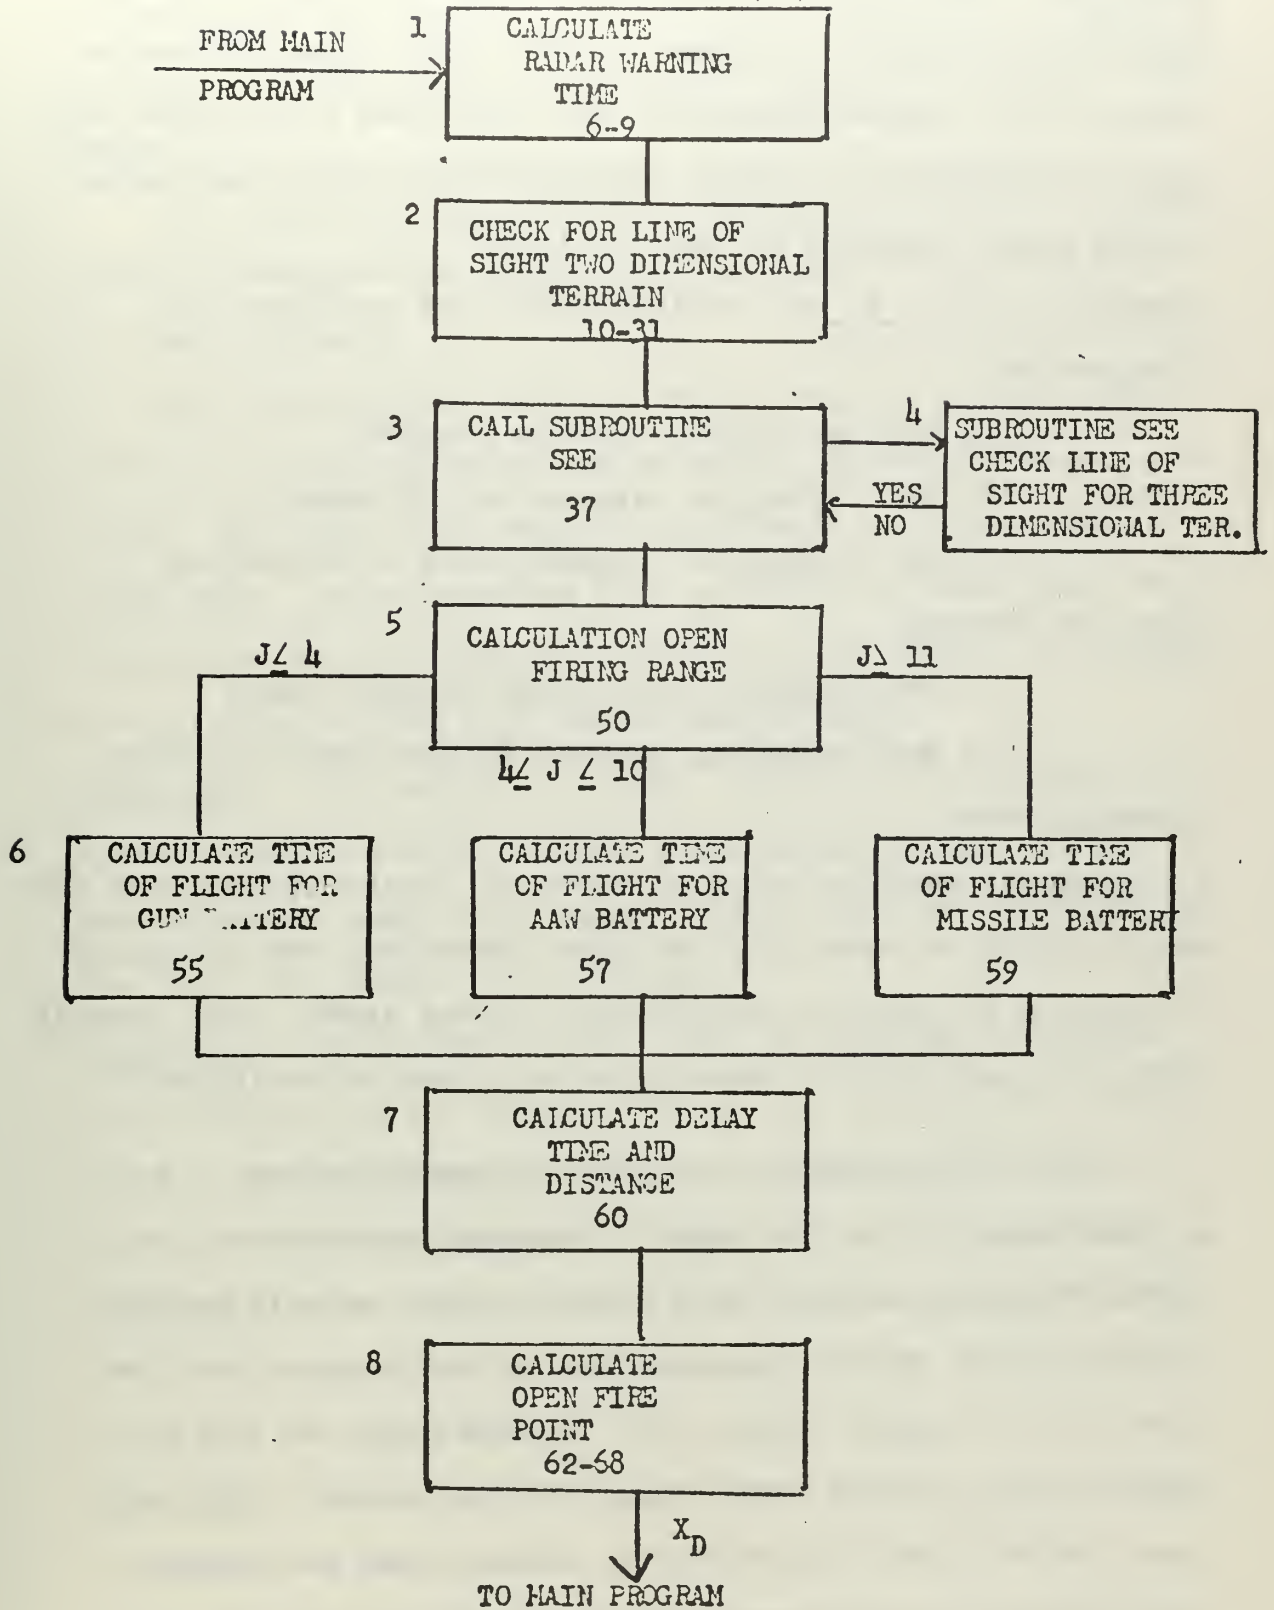 FROM MAIN
PROGRAM
1
CALCULATE
RADAR WARNING
TIME
6-9
2
CHECK FOR LINE OF
SIGHT TWO DIMENSIONAL
TERRAIN
10-31
3
CALL SUBROUTINE
SEE
37
4
SUBROUTINE SEE
CHECK LINE OF
SIGHT FOR THREE
DIMENSIONAL TER.
YES
NO
5
CALCULATION OPEN
FIRING RANGE
50
J≤ 4
4≤ J ≤ 10
J≥ 11
6
CALCULATE TIME
OF FLIGHT FOR
GUN BATTERY
55
CALCULATE TIME
OF FLIGHT FOR
AAW BATTERY
57
CALCULATE TIME
OF FLIGHT FOR
MISSILE BATTERY
59
7
CALCULATE DELAY
TIME AND
DISTANCE
60
8
CALCULATE
OPEN FIRE
POINT
62-68
X_D
TO MAIN PROGRAM